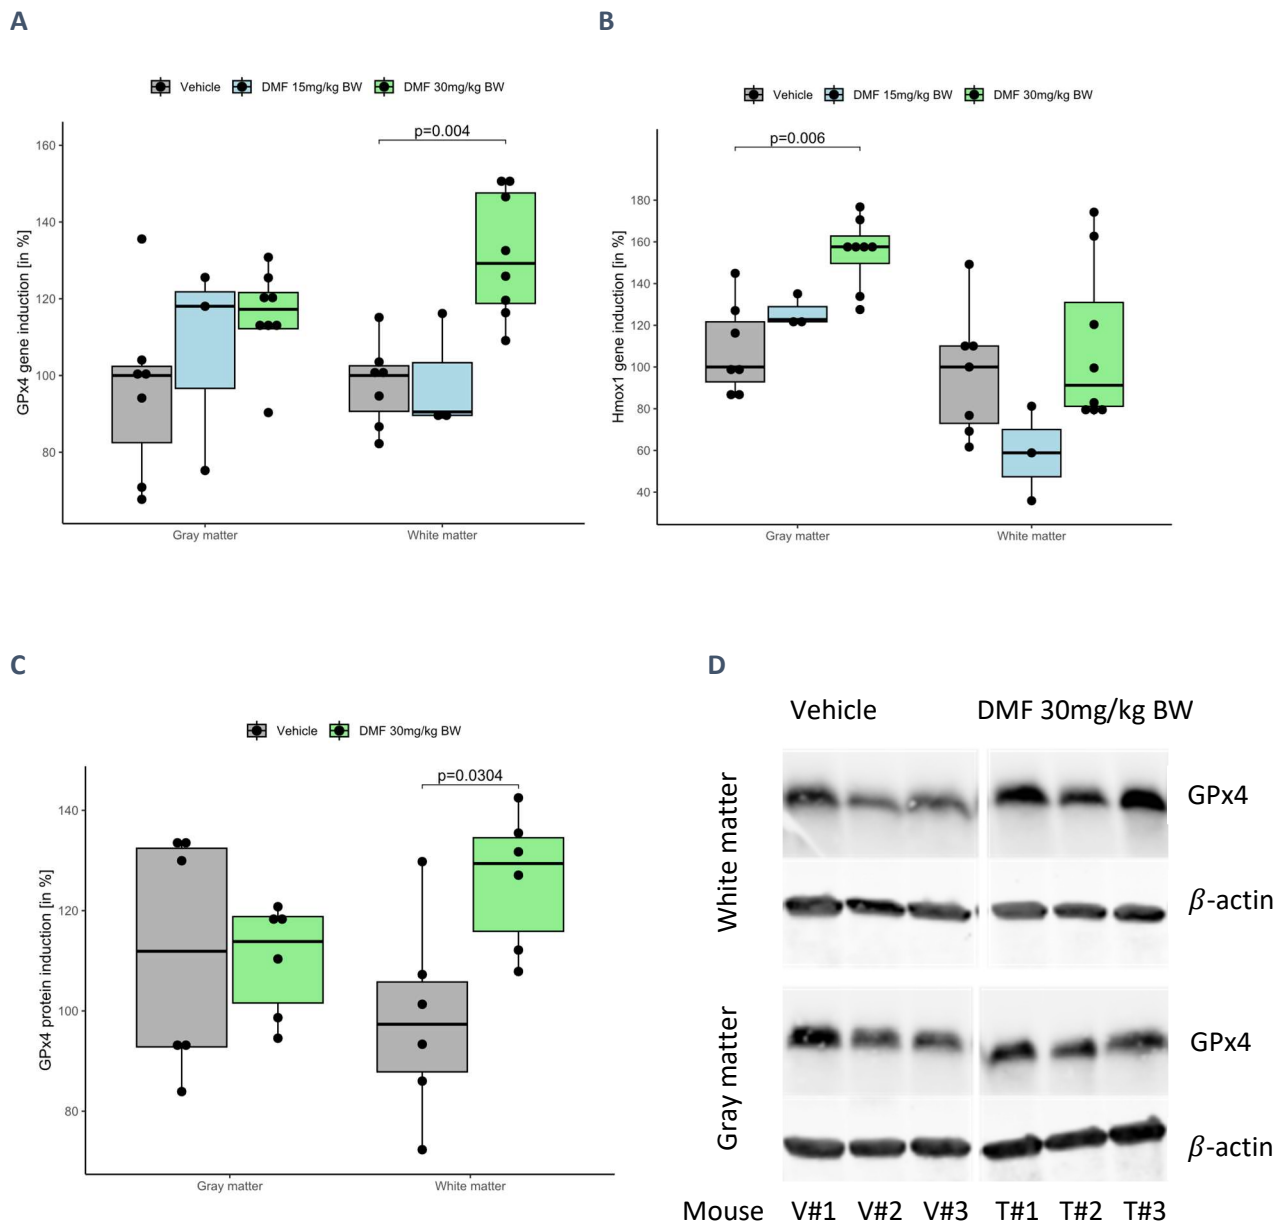 A
B
Vehicle DMF 15mg/kg BW DMF 30mg/kg BW
p=0.004
GPx4 gene induction [in %]
160
140
120
100
80
Gray matter White matter
Vehicle DMF 15mg/kg BW DMF 30mg/kg BW
p=0.006
Hmox1 gene induction [in %]
180
160
140
120
100
80
60
40
Gray matter White matter
C
Vehicle DMF 30mg/kg BW
p=0.0304
GPx4 protein induction [in %]
140
120
100
80
Gray matter White matter
D
Vehicle DMF 30mg/kg BW
White matter
GPx4
β-actin
Gray matter
GPx4
β-actin
Mouse V#1 V#2 V#3 T#1 T#2 T#3